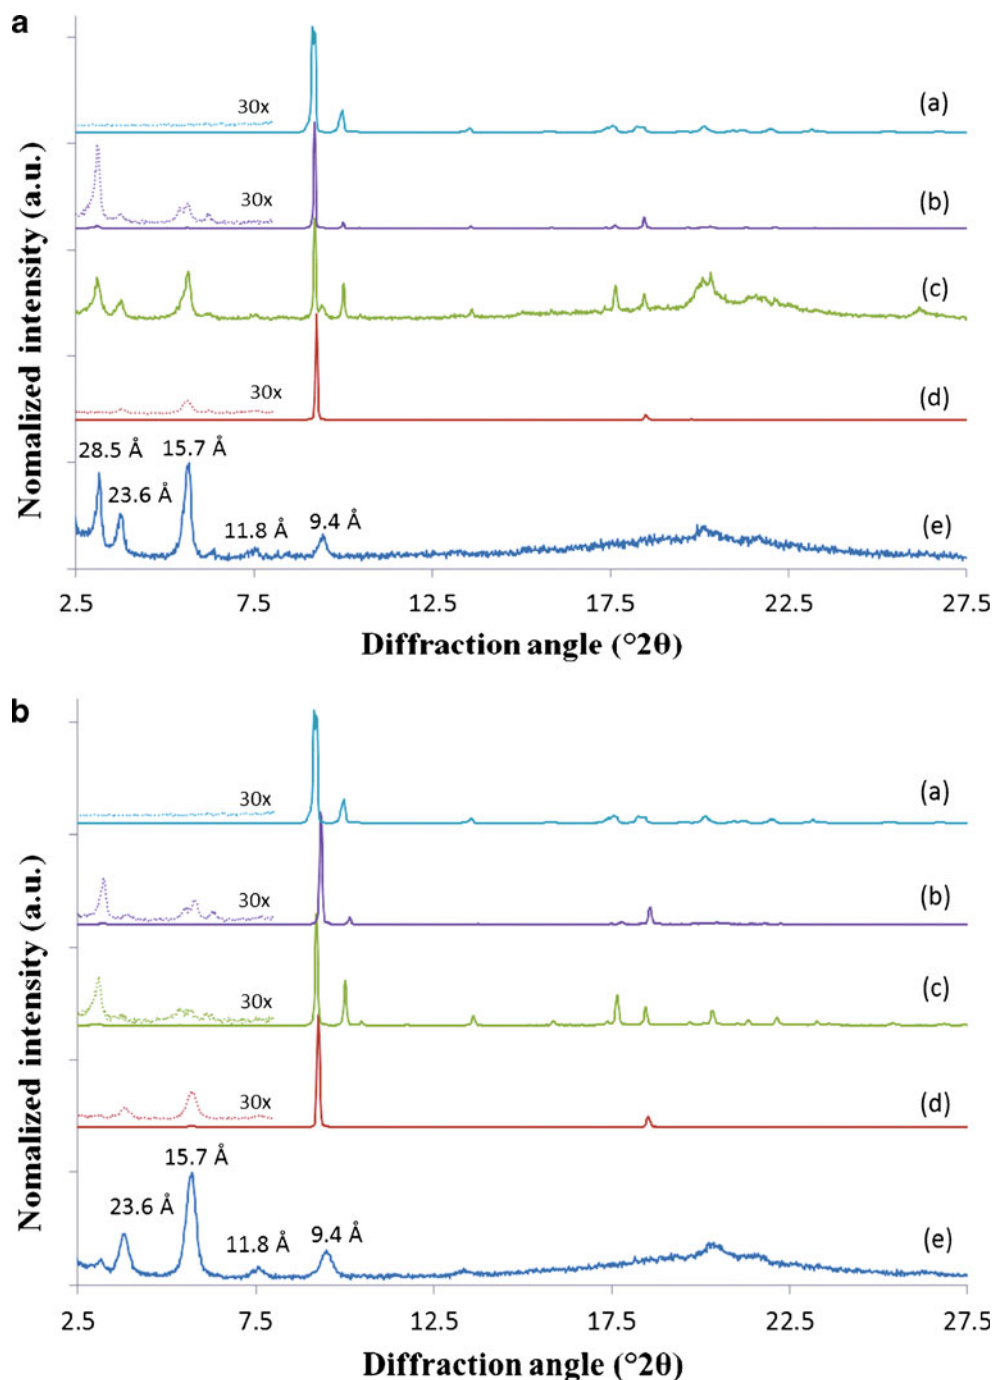 a
Nomalized intensity (a.u.)
30x
(a)
30x
(b)
(c)
30x
(d)
28.5 Å
15.7 Å
23.6 Å
11.8 Å
9.4 Å
(e)
2.5 7.5 12.5 17.5 22.5 27.5
Diffraction angle (°2θ)
b
Nomalized intensity (a.u.)
30x
(a)
30x
(b)
30x
(c)
30x
(d)
15.7 Å
23.6 Å
11.8 Å
9.4 Å
(e)
2.5 7.5 12.5 17.5 22.5 27.5
Diffraction angle (°2θ)